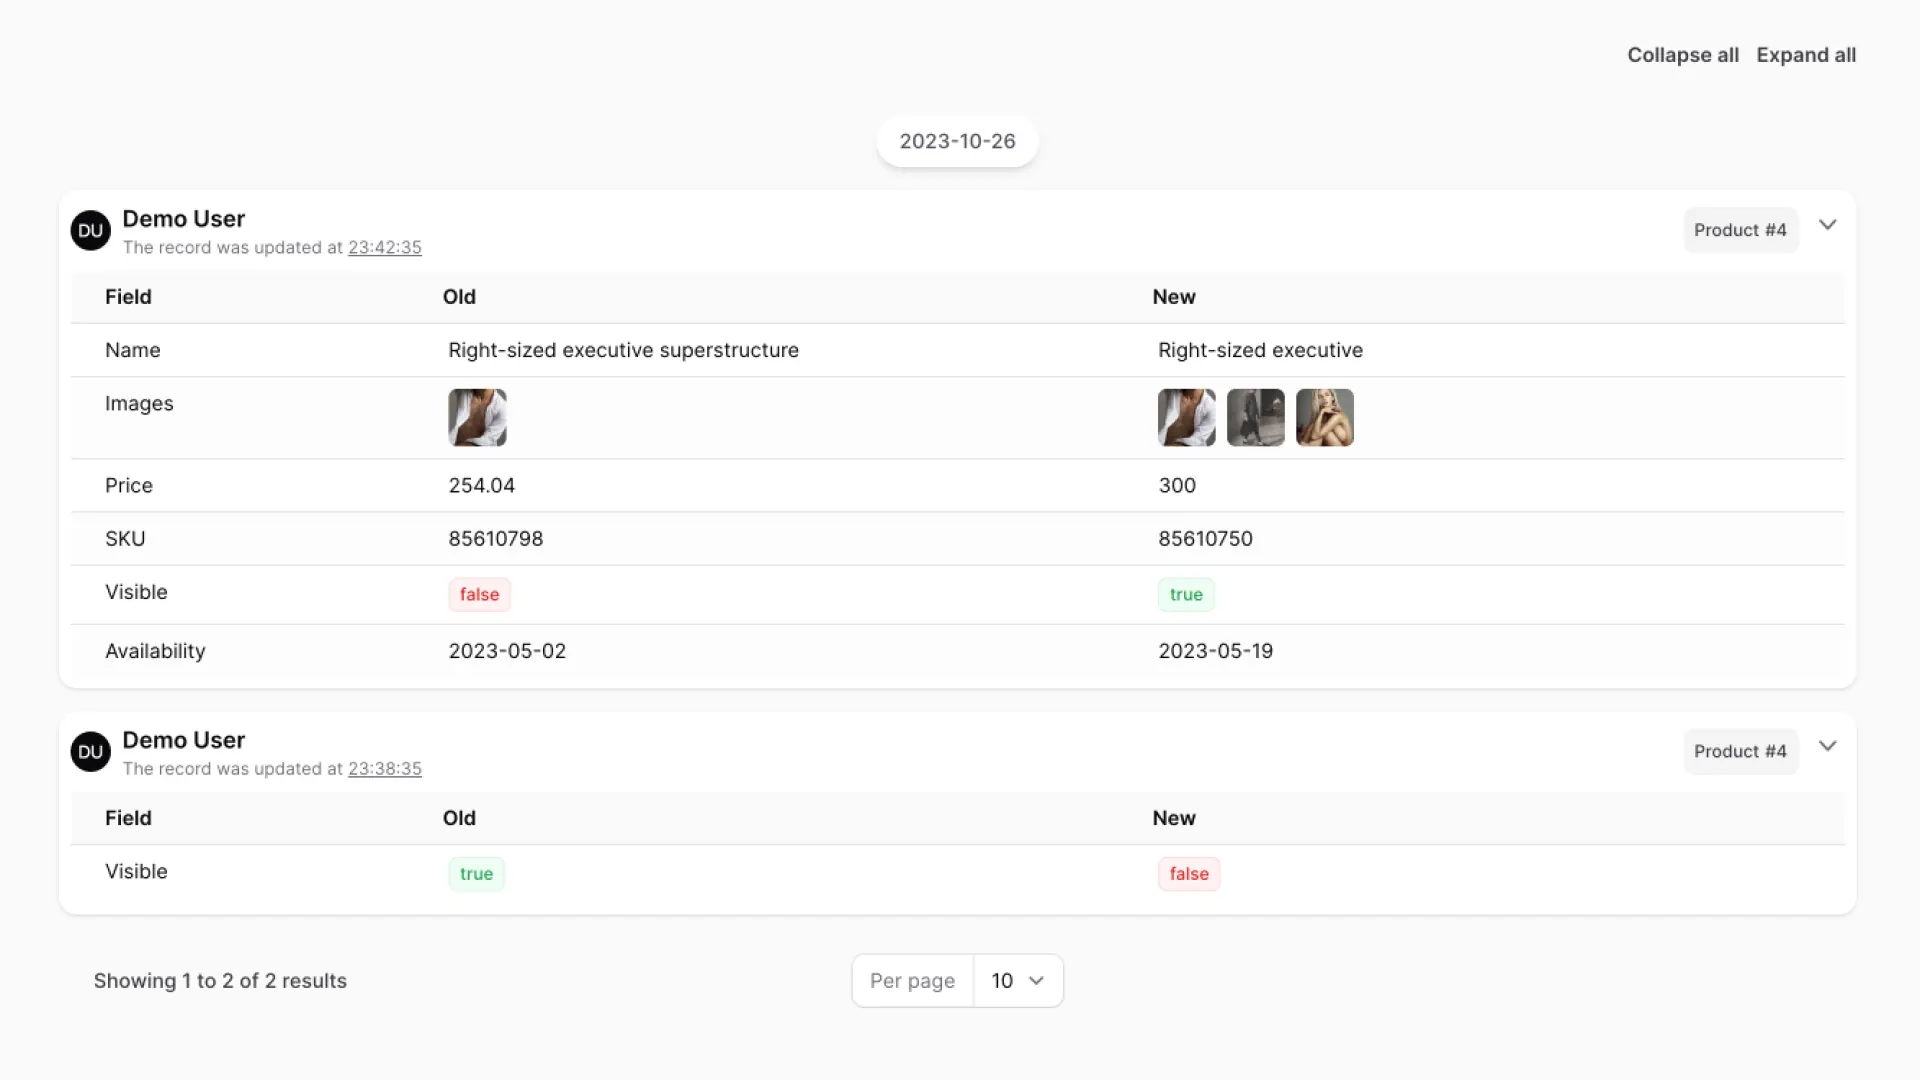 Collapse all Expand all
2023-10-26
DU Demo User
The record was updated at 23:42:35
Product #4
Field Old New
Name Right-sized executive superstructure Right-sized executive
Images
Price 254.04 300
SKU 85610798 85610750
Visible false true
Availability 2023-05-02 2023-05-19
DU Demo User
The record was updated at 23:38:35
Product #4
Field Old New
Visible true false
Showing 1 to 2 of 2 results Per page 10